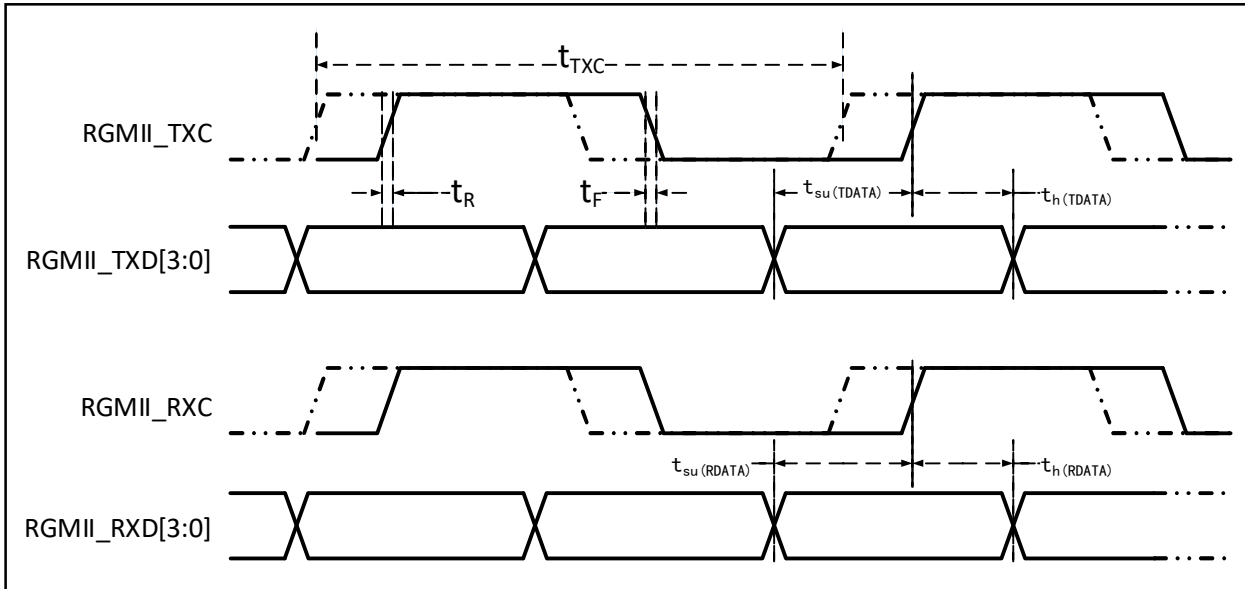 tTXC
RGMII_TXC
tR
tF
tsu(TDATA)
th(TDATA)
RGMII_TXD[3:0]
RGMII_RXC
tsu(RDATA)
th(RDATA)
RGMII_RXD[3:0]